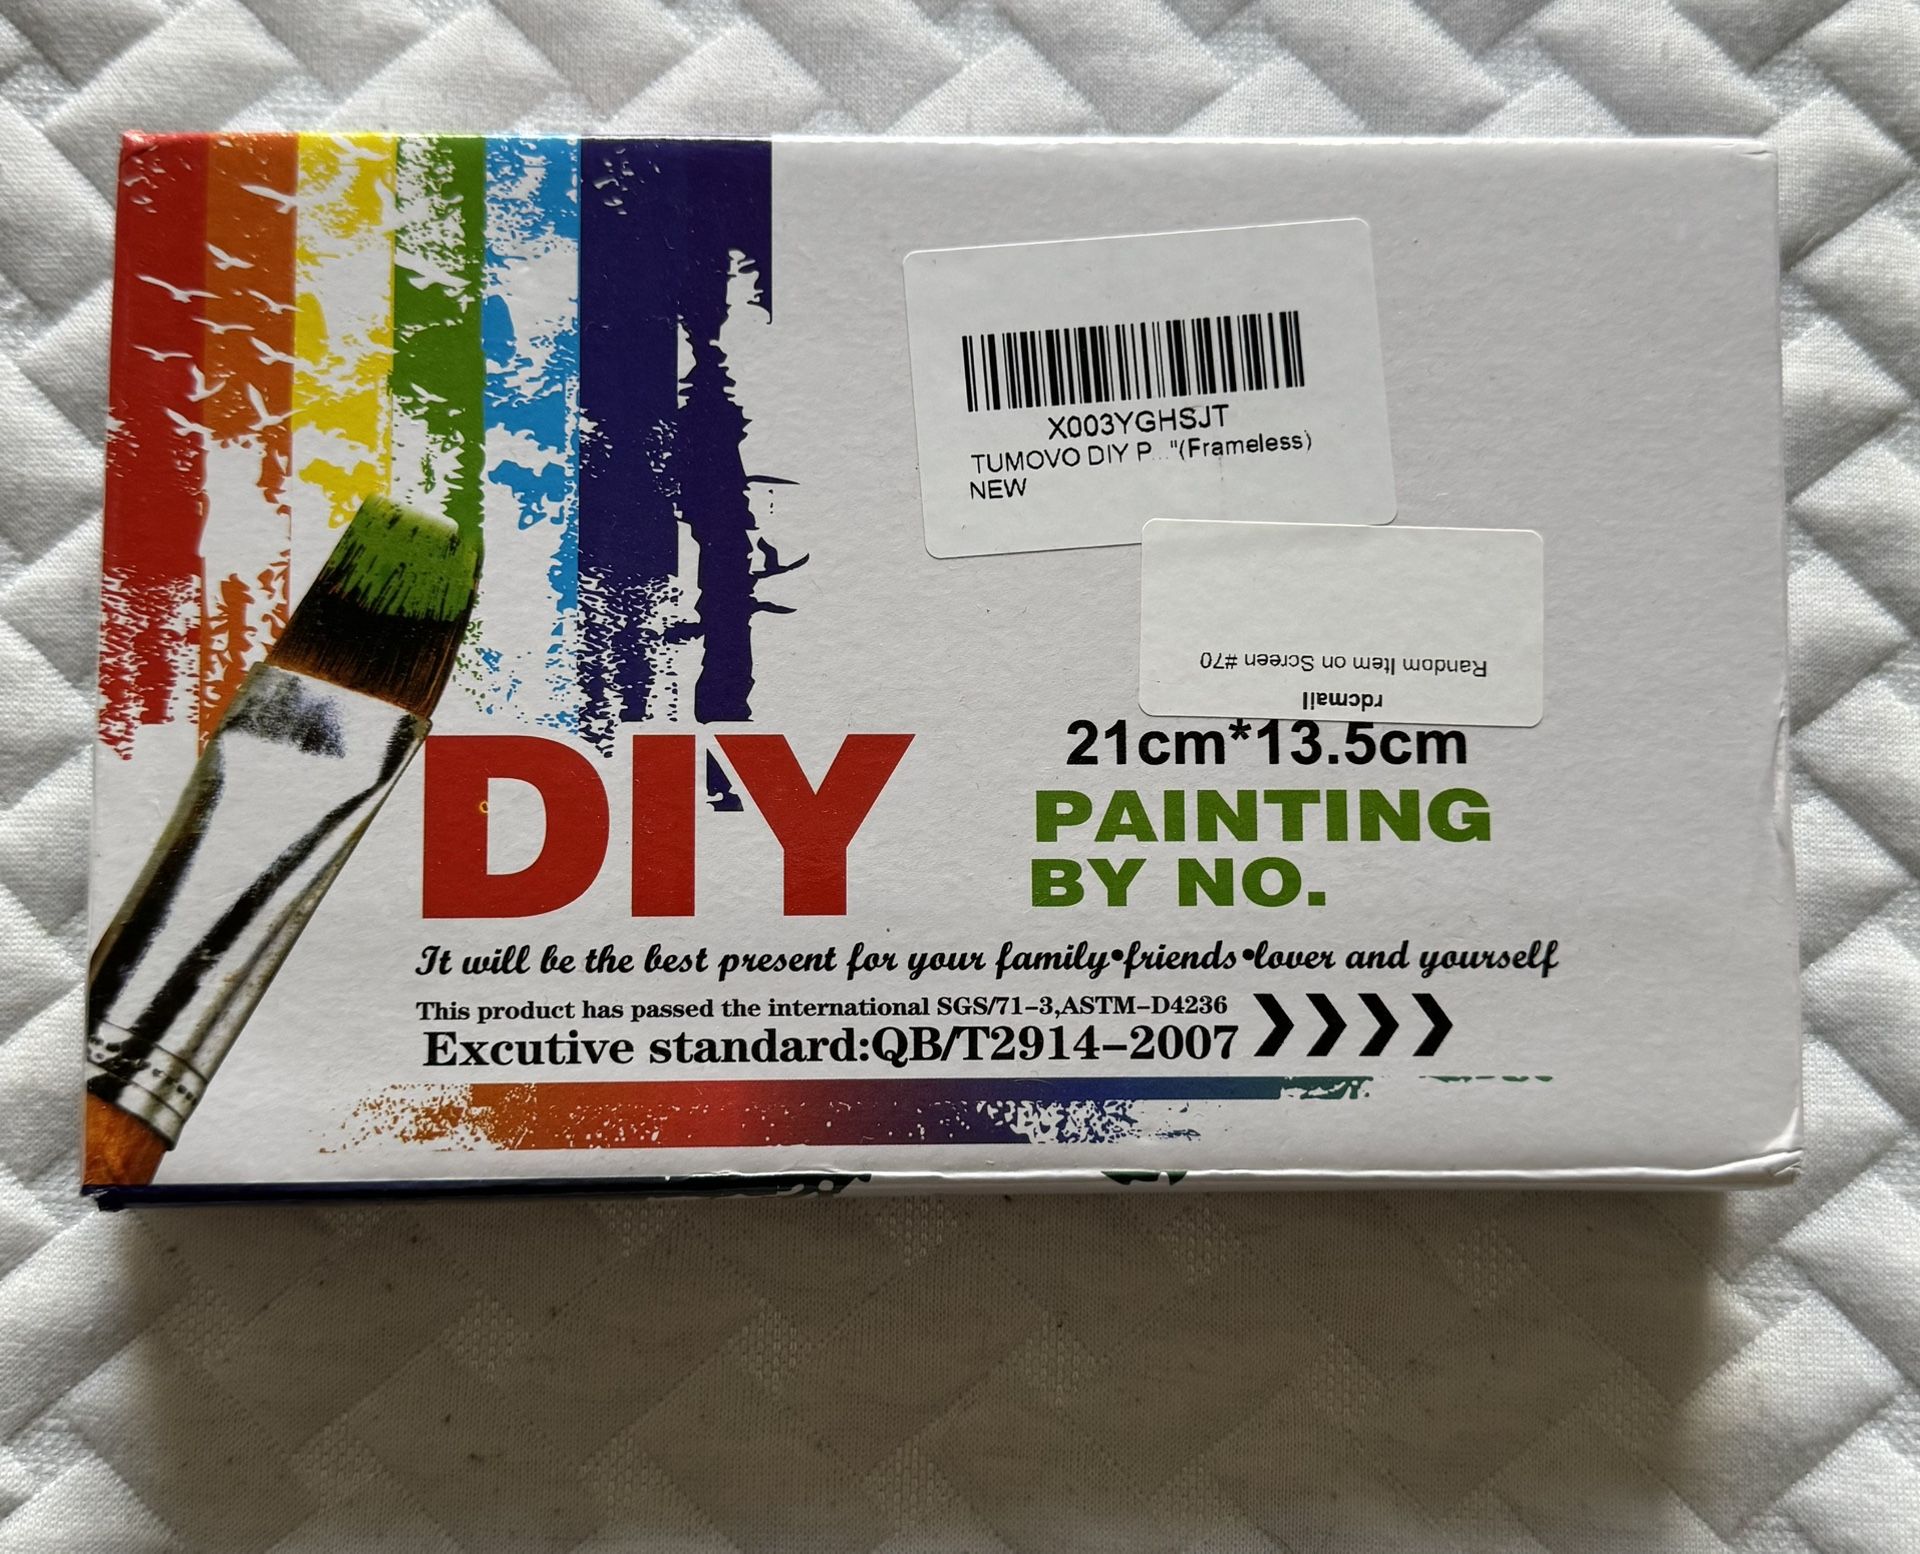 X003YGHSJT
TUMOVO DIY P..."(Frameless)
NEW
rdcmall
Random Item on Screen #70
DIY
21cm*13.5cm
PAINTING
BY NO.
It will be the best present for your family•friends•lover and yourself
This product has passed the international SGS/71-3,ASTM-D4236
Excutive standard:QB/T2914-2007